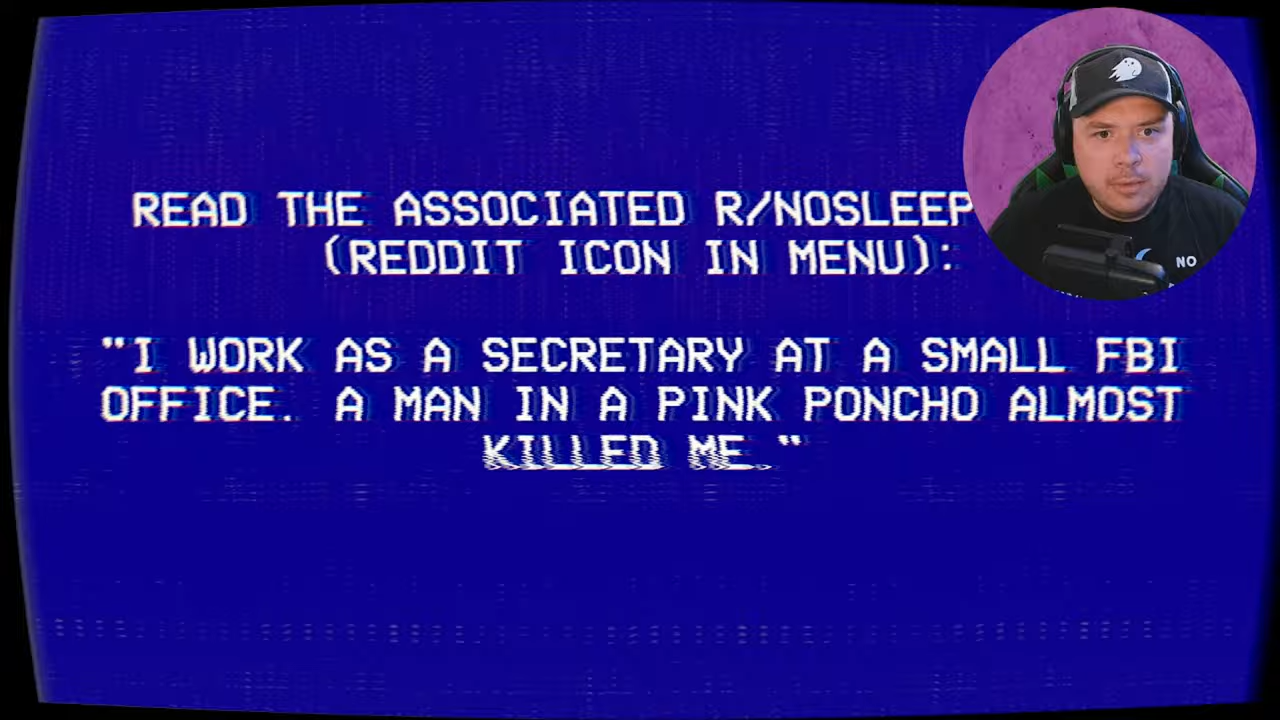 READ THE ASSOCIATED R/NOSLEEP
(REDDIT ICON IN MENU):
"I WORK AS A SECRETARY AT A SMALL FBI
OFFICE. A MAN IN A PINK PONCHO ALMOST
KILLED ME."
NO